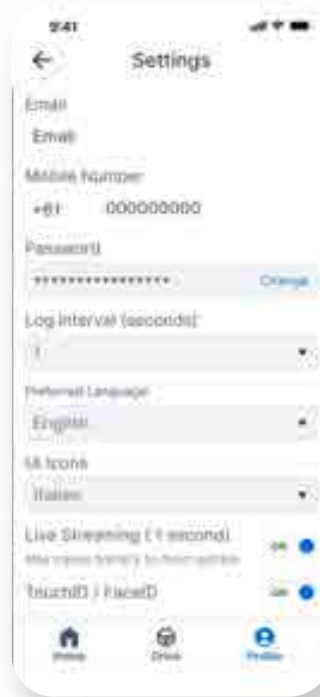 9:41
Settings
Email
Email
Mobile Number
+61 000000000
Password
**************** Change
Log Interval (seconds)
1
Preferred Language
English
UI Icons
Live Streaming ( 1 second)
TouchID / FaceID
Home Drive Profile